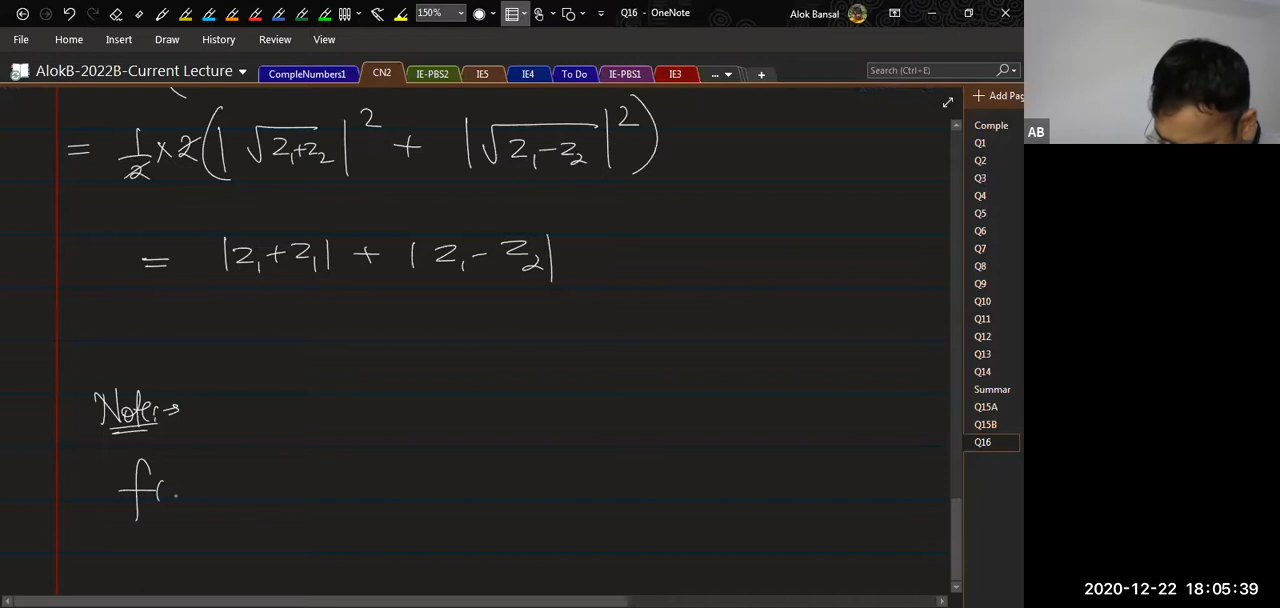 150% Q16 - OneNote Alok Bansal
File Home Insert Draw History Review View
AlokB-2022B-Current Lecture CompleNumbers1 CN2 IE-PBS2 IE5 IE4 To Do IE-PBS1 IE3 ... + Search (Ctrl+E)
+ Add Pag
= 1/2 × 2 ( |√(z₁+z₂)|² + |√(z₁-z₂)|² )
= |z₁+z₁| + |z₁-z₂|
Note:→
f(
Comple
Q1
Q2
Q3
Q4
Q5
Q6
Q7
Q8
Q9
Q10
Q11
Q12
Q13
Q14
Summar
Q15A
Q15B
Q16
AB
2020-12-22 18:05:39